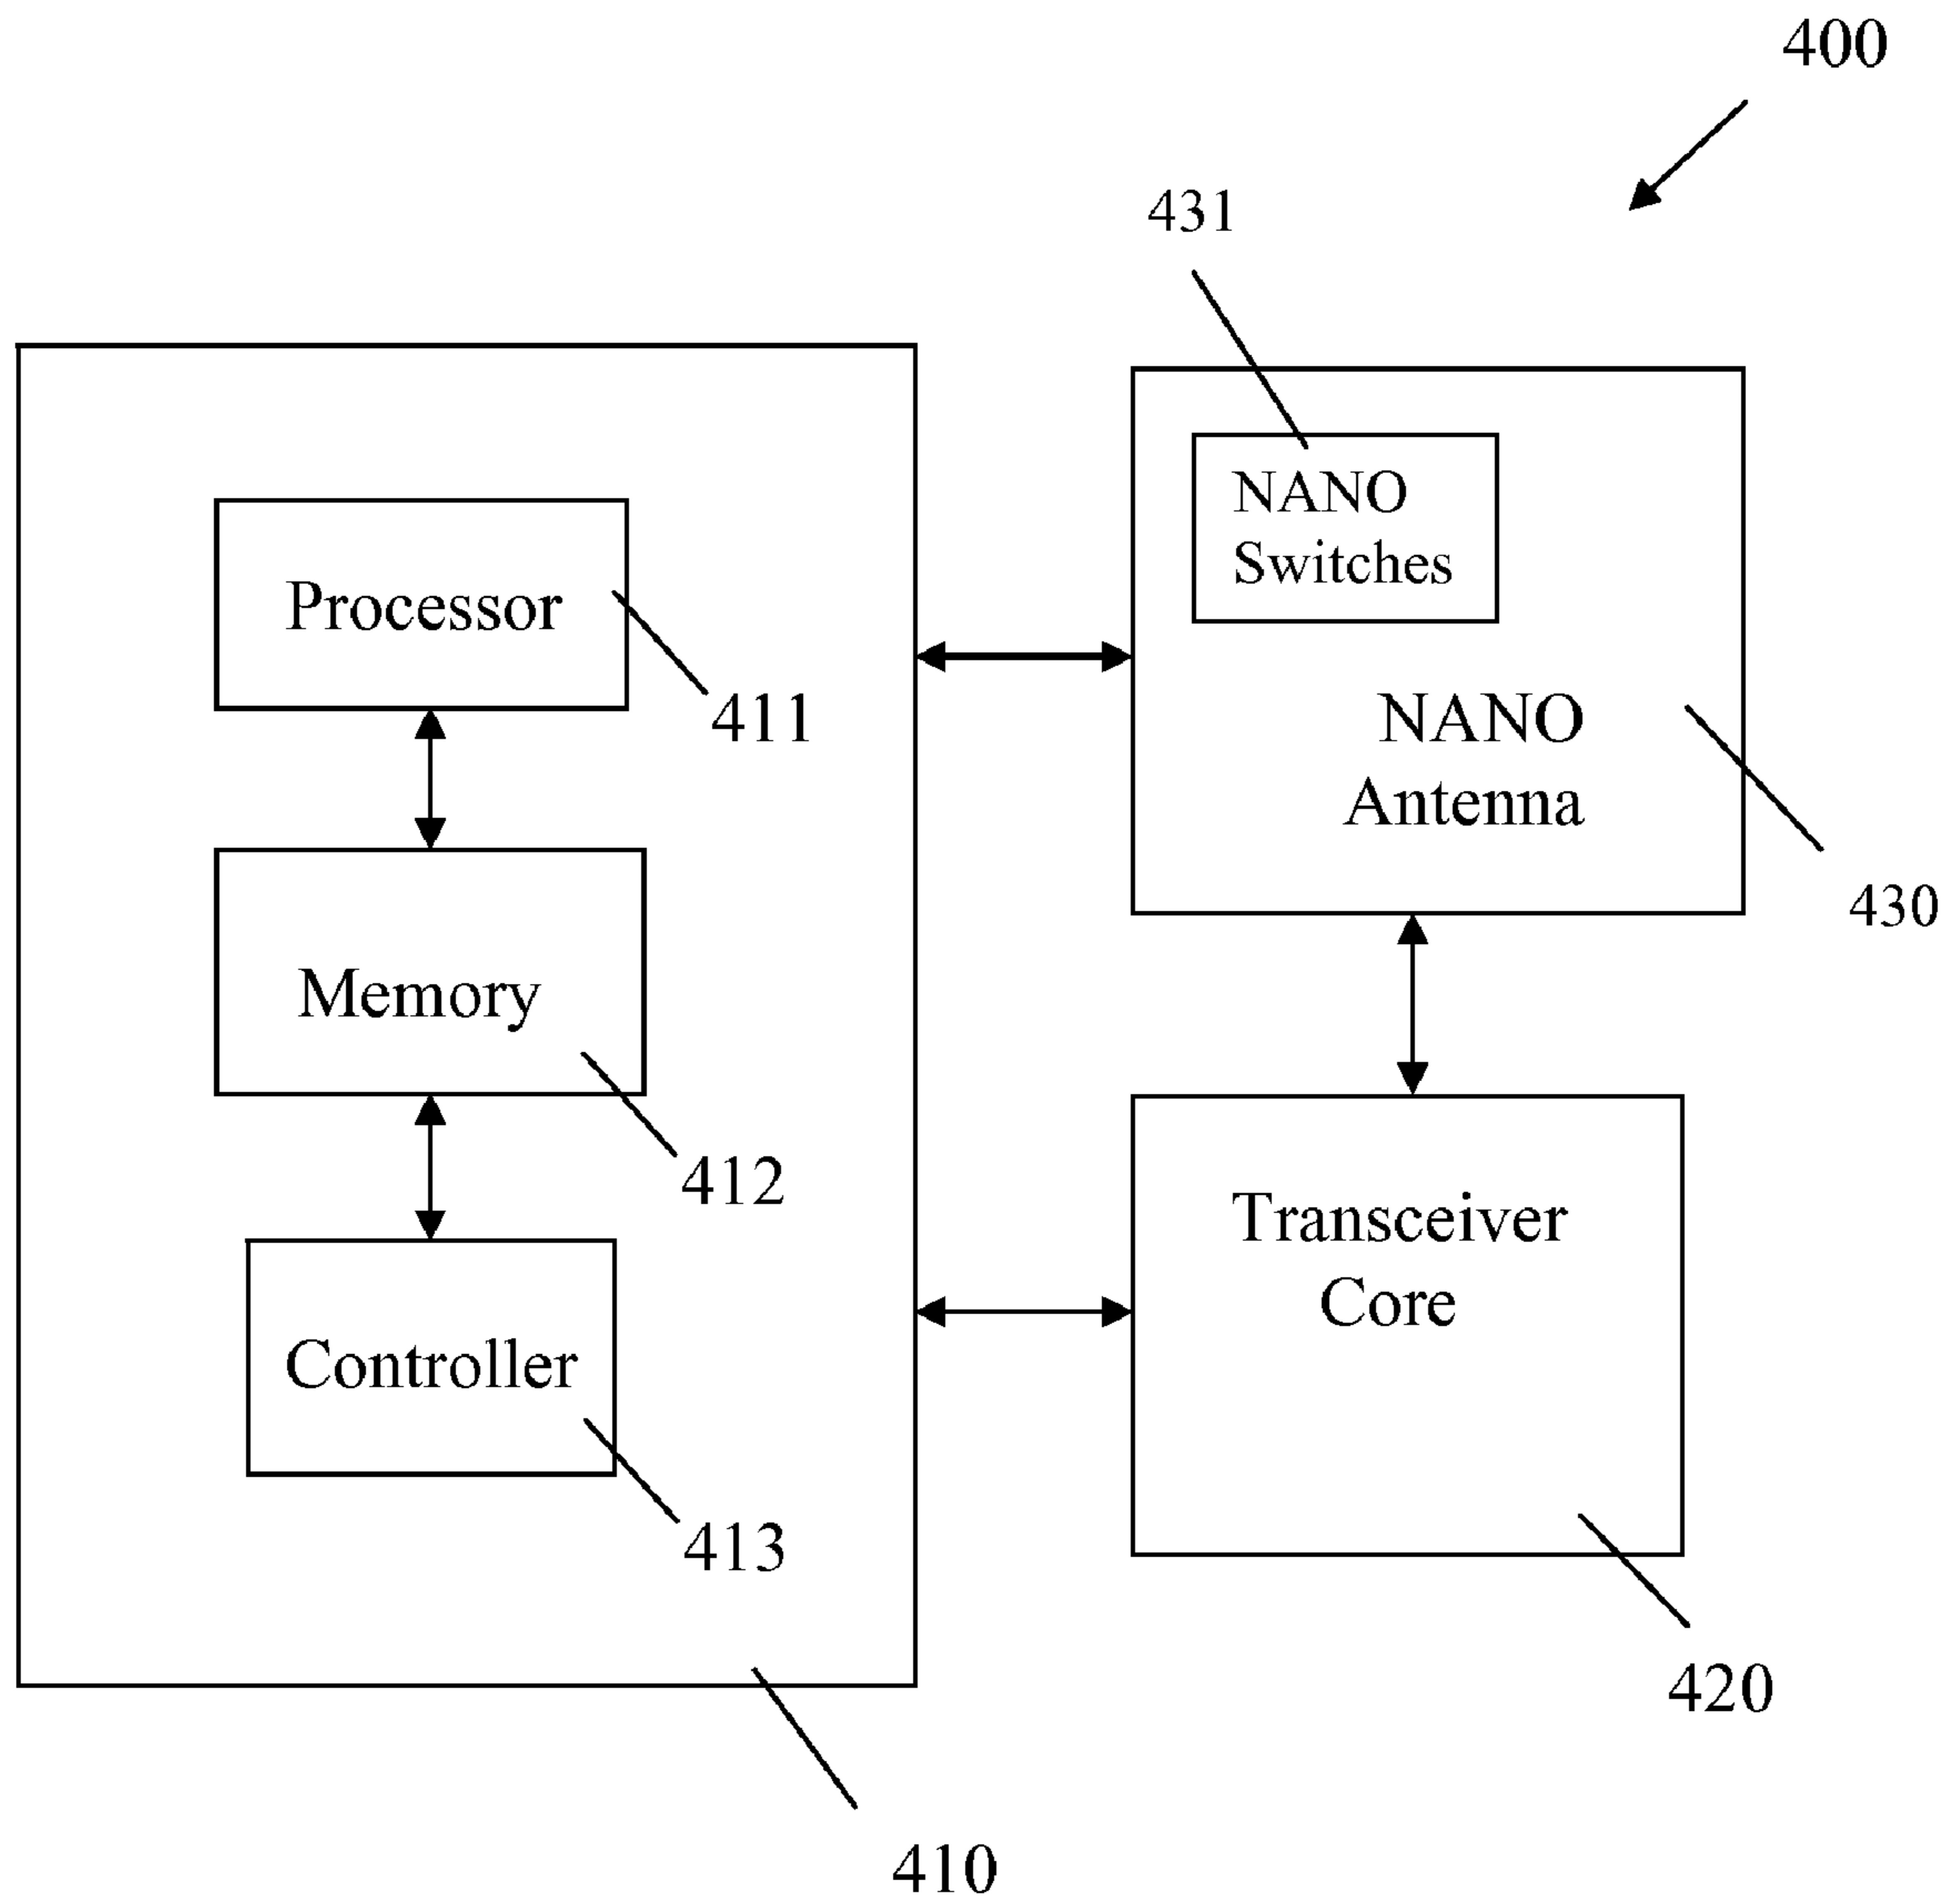 400
431
NANO
Switches
Processor
411
NANO
Antenna
430
Memory
412
Transceiver
Core
Controller
413
420
410